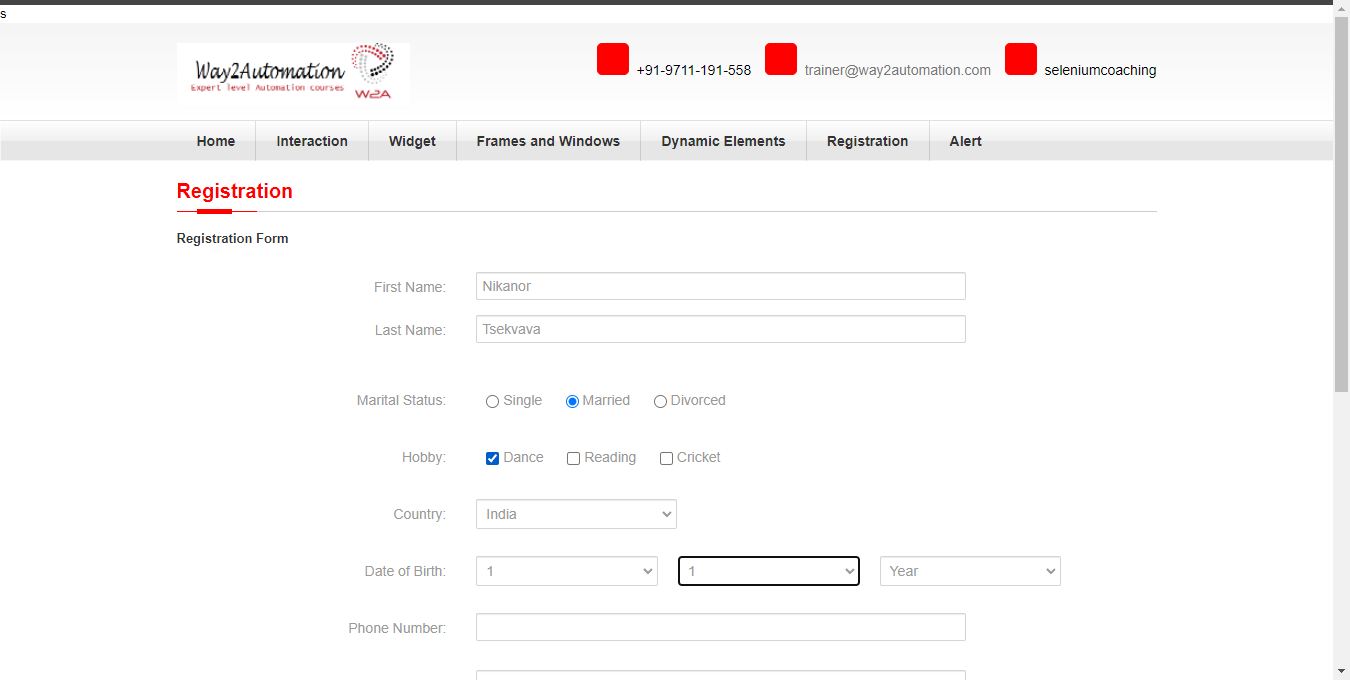 s
Way2Automation
Expert level Automation courses
W2A
+91-9711-191-558 trainer@way2automation.com seleniumcoaching
Home Interaction Widget Frames and Windows Dynamic Elements Registration Alert
Registration
Registration Form
First Name: Nikanor
Last Name: Tsekvava
Marital Status: Single Married Divorced
Hobby: Dance Reading Cricket
Country: India
Date of Birth: 1 1 Year
Phone Number: